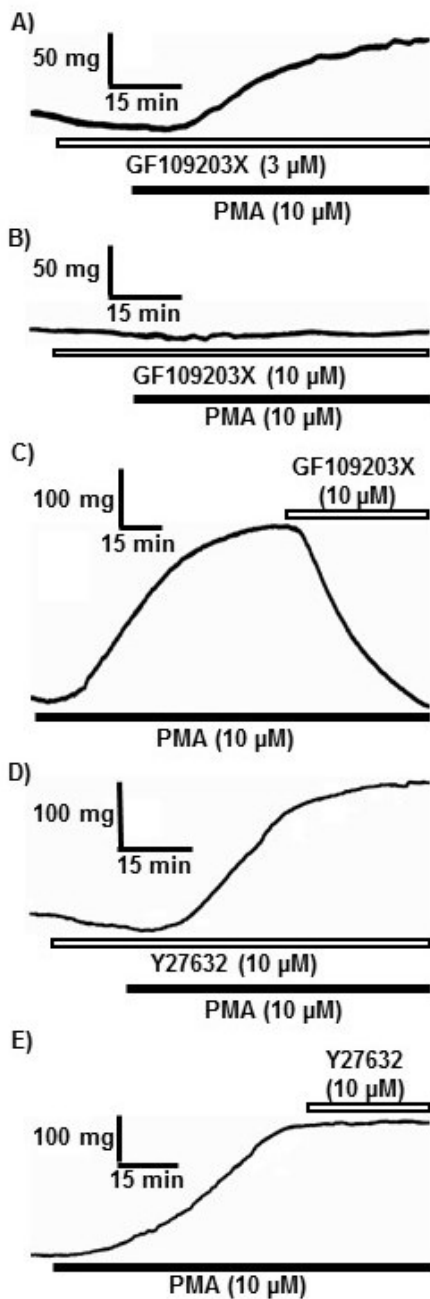 A)
50 mg
15 min
GF109203X (3 µM)
PMA (10 µM)
B)
50 mg
15 min
GF109203X (10 µM)
PMA (10 µM)
C)
GF109203X
(10 µM)
100 mg
15 min
PMA (10 µM)
D)
100 mg
15 min
Y27632 (10 µM)
PMA (10 µM)
E)
Y27632
(10 µM)
100 mg
15 min
PMA (10 µM)